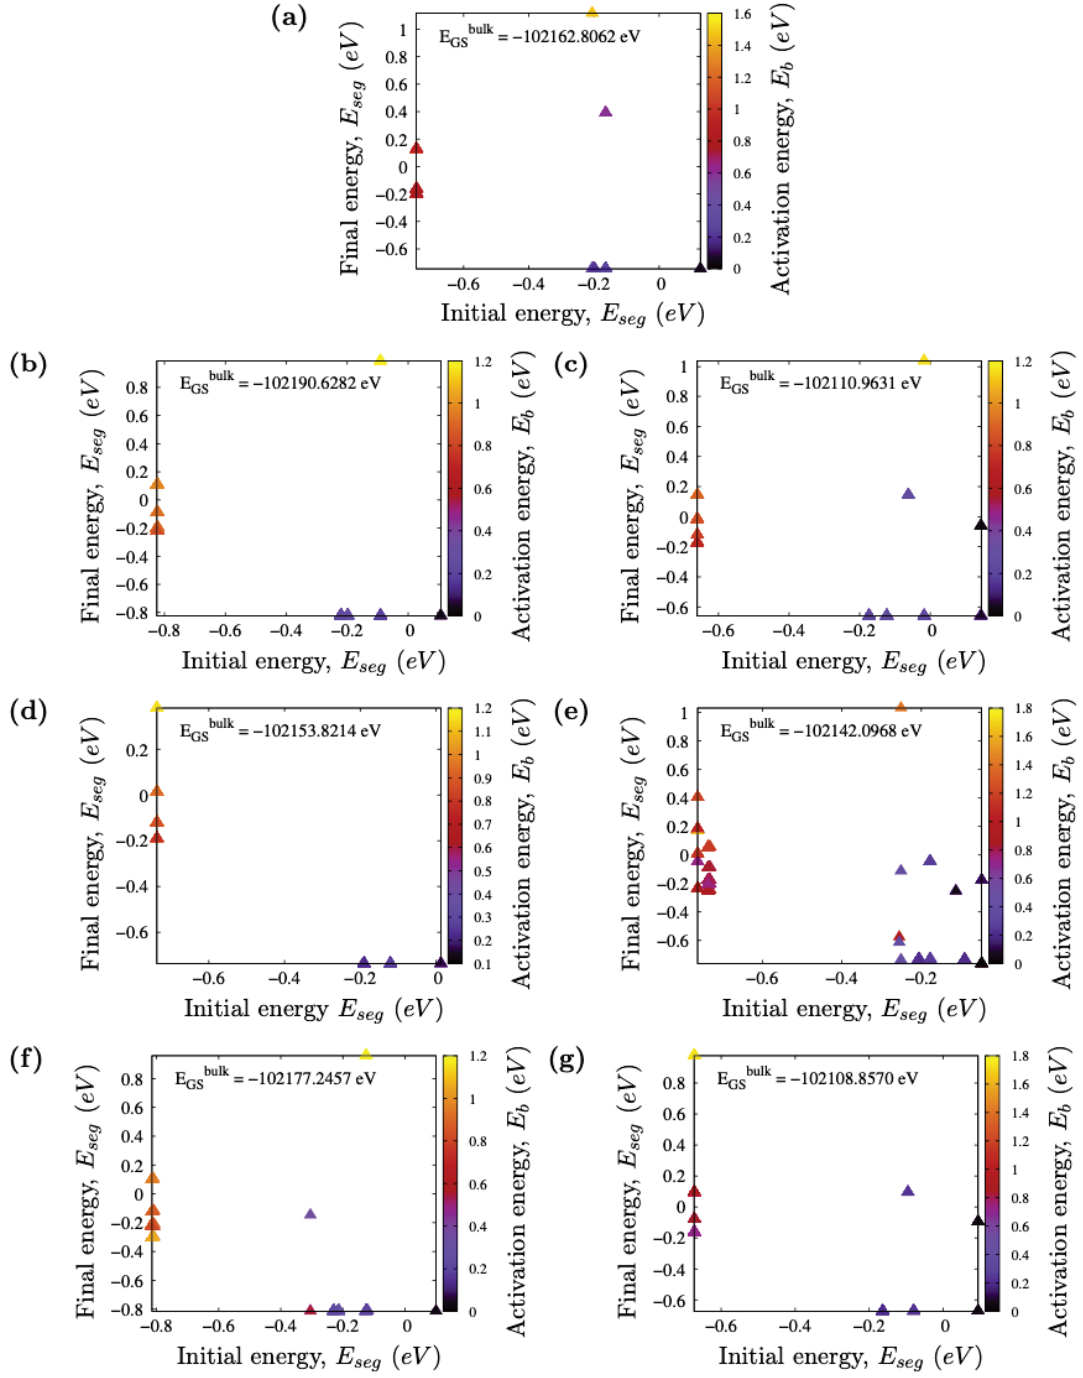 (a)
E_GS^bulk = −102162.8062 eV
Final energy, E_seg (eV)
1
0.8
0.6
0.4
0.2
0
−0.2
−0.4
−0.6
−0.6 −0.4 −0.2 0
Initial energy, E_seg (eV)
1.6
1.4
1.2
1
0.8
0.6
0.4
0.2
0
Activation energy, E_b (eV)
(b)
E_GS^bulk = −102190.6282 eV
Final energy, E_seg (eV)
0.8
0.6
0.4
0.2
0
−0.2
−0.4
−0.6
−0.8
−0.8 −0.6 −0.4 −0.2 0
Initial energy, E_seg (eV)
1.2
1
0.8
0.6
0.4
0.2
0
Activation energy, E_b (eV)
(c)
E_GS^bulk = −102110.9631 eV
Final energy, E_seg (eV)
1
0.8
0.6
0.4
0.2
0
−0.2
−0.4
−0.6
−0.6 −0.4 −0.2 0
Initial energy, E_seg (eV)
1.2
1
0.8
0.6
0.4
0.2
0
Activation energy, E_b (eV)
(d)
E_GS^bulk = −102153.8214 eV
Final energy, E_seg (eV)
0.2
0
−0.2
−0.4
−0.6
−0.6 −0.4 −0.2 0
Initial energy E_seg (eV)
1.2
1.1
1
0.9
0.8
0.7
0.6
0.5
0.4
0.3
0.2
0.1
Activation energy, E_b (eV)
(e)
E_GS^bulk = −102142.0968 eV
Final energy, E_seg (eV)
1
0.8
0.6
0.4
0.2
0
−0.2
−0.4
−0.6
−0.6 −0.4 −0.2
Initial energy, E_seg (eV)
1.8
1.6
1.4
1.2
1
0.8
0.6
0.4
0.2
0
Activation energy, E_b (eV)
(f)
E_GS^bulk = −102177.2457 eV
Final energy, E_seg (eV)
0.8
0.6
0.4
0.2
0
−0.2
−0.4
−0.6
−0.8
−0.8 −0.6 −0.4 −0.2 0
Initial energy, E_seg (eV)
1.2
1
0.8
0.6
0.4
0.2
0
Activation energy, E_b (eV)
(g)
E_GS^bulk = −102108.8570 eV
Final energy, E_seg (eV)
0.8
0.6
0.4
0.2
0
−0.2
−0.4
−0.6
−0.6 −0.4 −0.2 0
Initial energy, E_seg (eV)
1.8
1.6
1.4
1.2
1
0.8
0.6
0.4
0.2
0
Activation energy, E_b (eV)